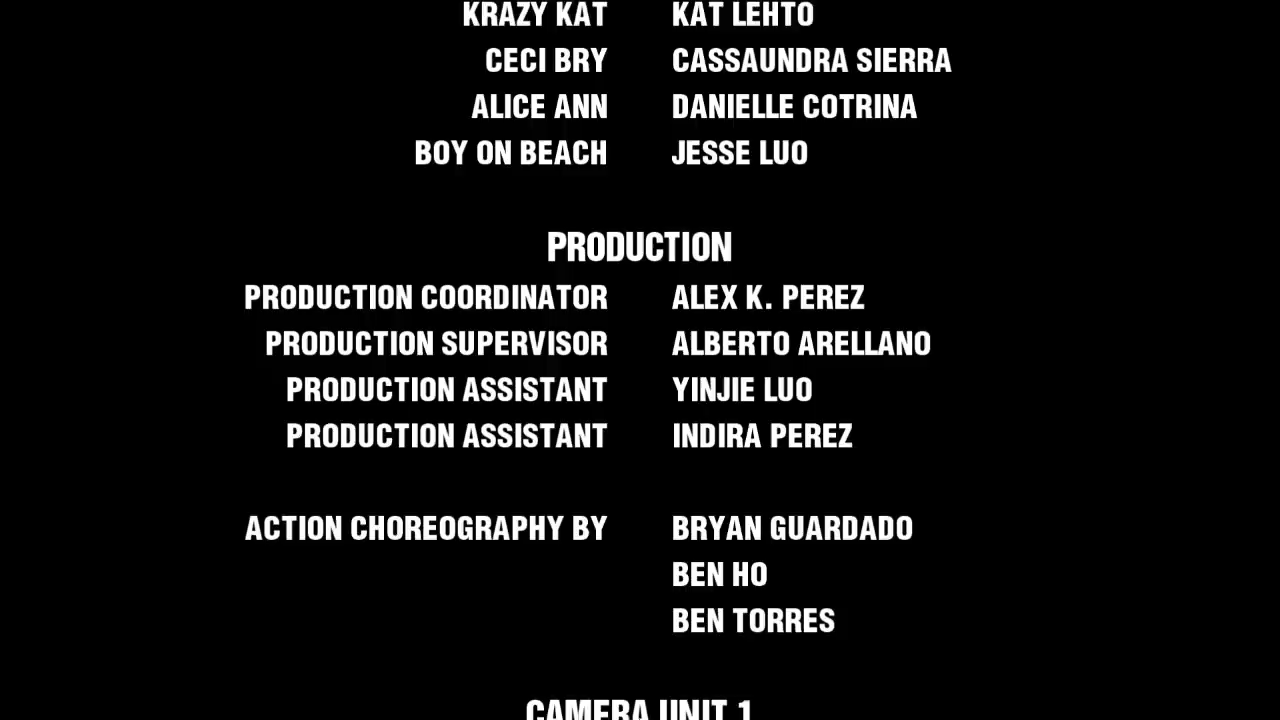 KRAZY KAT KAT LEHTO
CECI BRY CASSAUNDRA SIERRA
ALICE ANN DANIELLE COTRINA
BOY ON BEACH JESSE LUO
PRODUCTION
PRODUCTION COORDINATOR ALEX K. PEREZ
PRODUCTION SUPERVISOR ALBERTO ARELLANO
PRODUCTION ASSISTANT YINJIE LUO
PRODUCTION ASSISTANT INDIRA PEREZ
ACTION CHOREOGRAPHY BY BRYAN GUARDADO
BEN HO
BEN TORRES
CAMERA UNIT 1